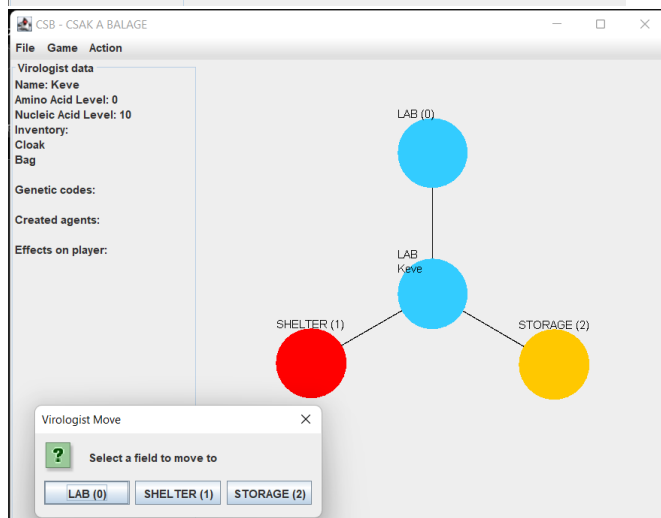 CSB - CSAK A BALAGE
File Game Action
Virologist data
Name: Keve
Amino Acid Level: 0
Nucleic Acid Level: 10
Inventory:
Cloak
Bag
Genetic codes:
Created agents:
Effects on player:
LAB (0)
LAB
Keve
SHELTER (1)
STORAGE (2)
Virologist Move
?
Select a field to move to
LAB (0) SHELTER (1) STORAGE (2)